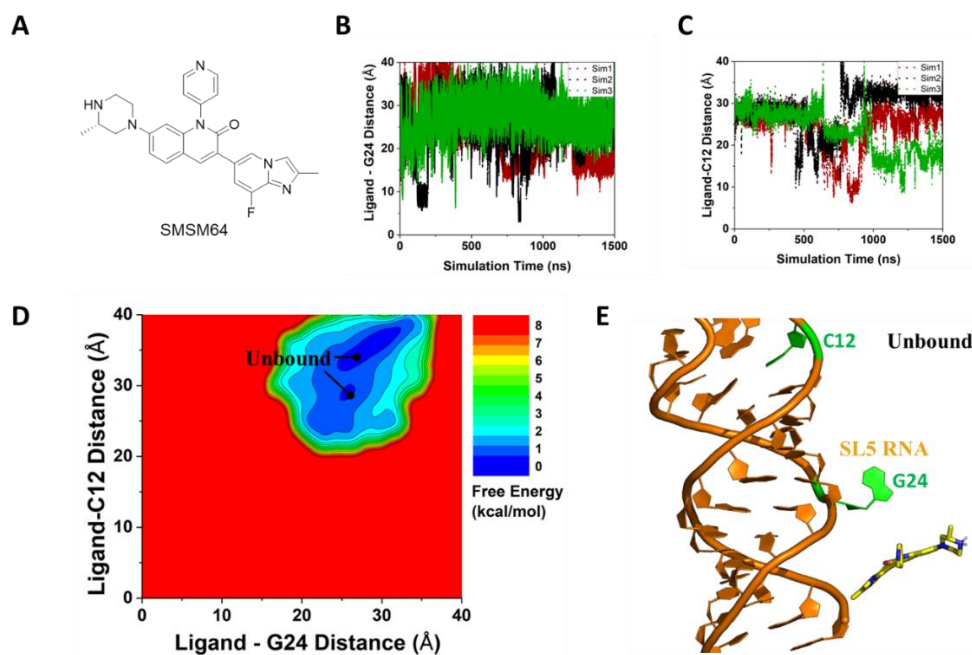 A
N
N
O
HN
N
N
N
F
SMSM64
B
Ligand - G24 Distance (Å)
40
30
20
10
0
Sim1
Sim2
Sim3
0
500
1000
1500
Simulation Time (ns)
C
Ligand-C12 Distance (Å)
40
30
20
10
0
Sim1
Sim2
Sim3
0
500
1000
1500
Simulation Time (ns)
D
Ligand-C12 Distance (Å)
40
30
20
10
0
Unbound
0
10
20
30
40
Ligand - G24 Distance (Å)
8
7
6
5
4
3
2
1
0
Free Energy
(kcal/mol)
E
C12
Unbound
SL5 RNA
G24